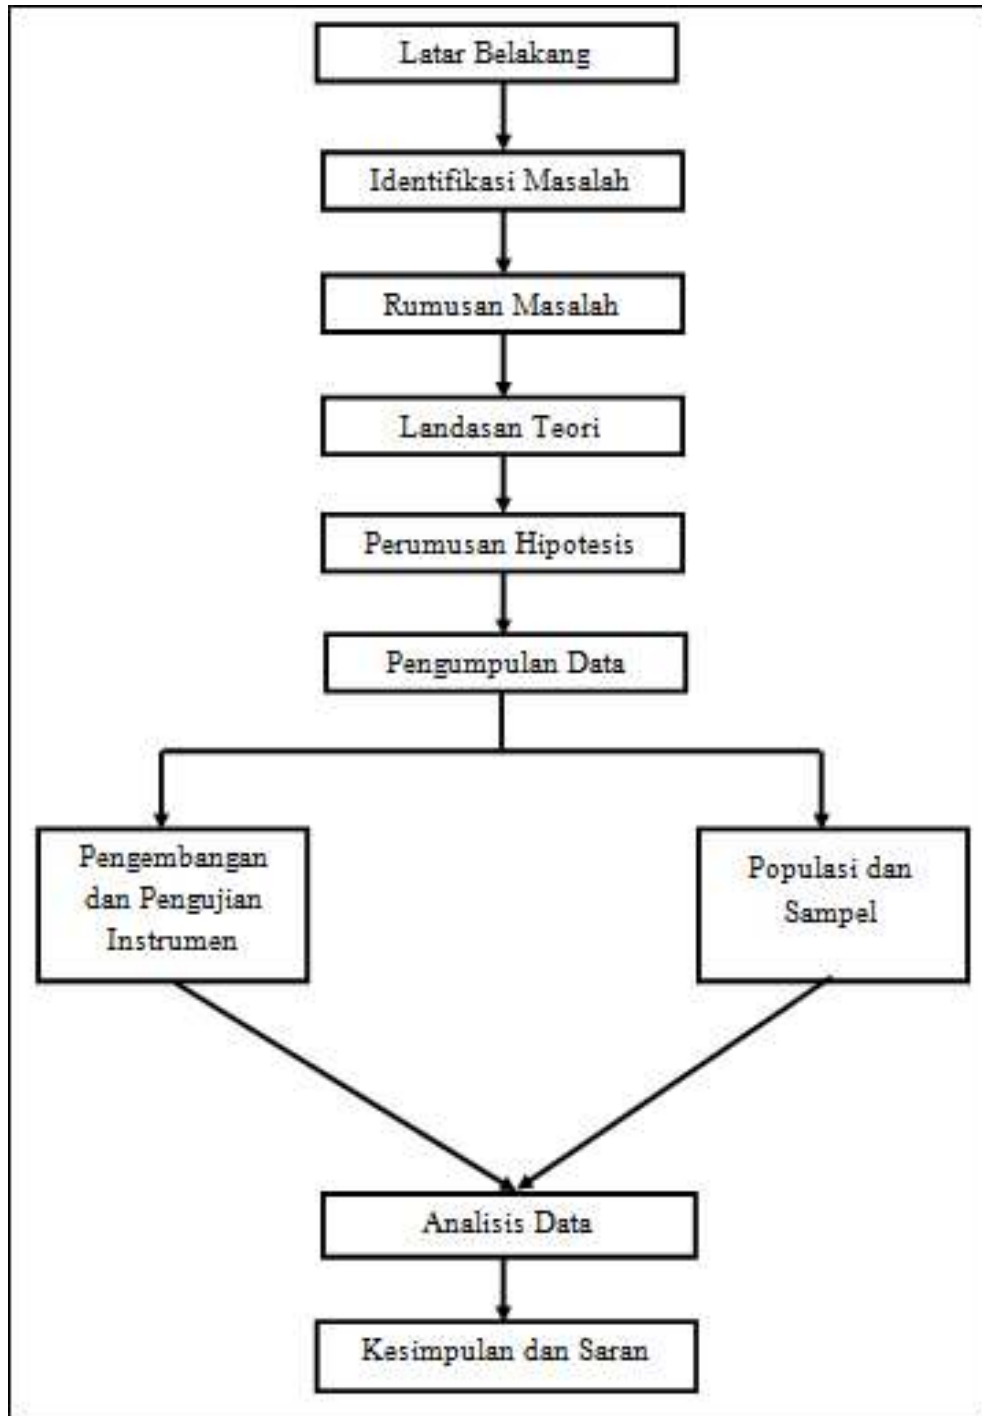 Latar Belakang
Identifikasi Masalah
Rumusan Masalah
Landasan Teori
Perumusan Hipotesis
Pengumpulan Data
Pengembangan
dan Pengujian
Instrumen
Populasi dan
Sampel
Analisis Data
Kesimpulan dan Saran